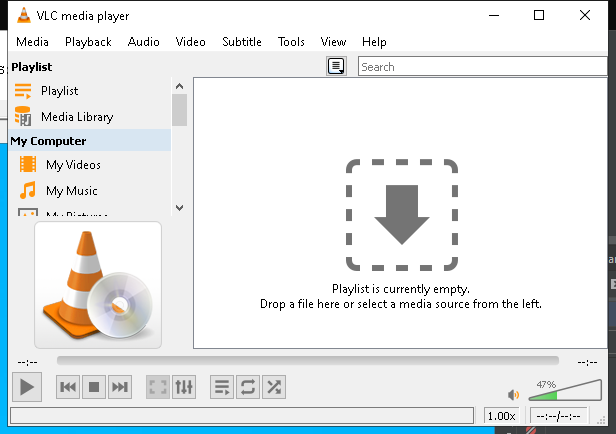 VLC media player
Media Playback Audio Video Subtitle Tools View Help
Playlist
Search
Playlist
Media Library
My Computer
My Videos
My Music
My Pictures
Playlist is currently empty.
Drop a file here or select a media source from the left.
--:-- --:--
47%
1.00x --:--/--:--